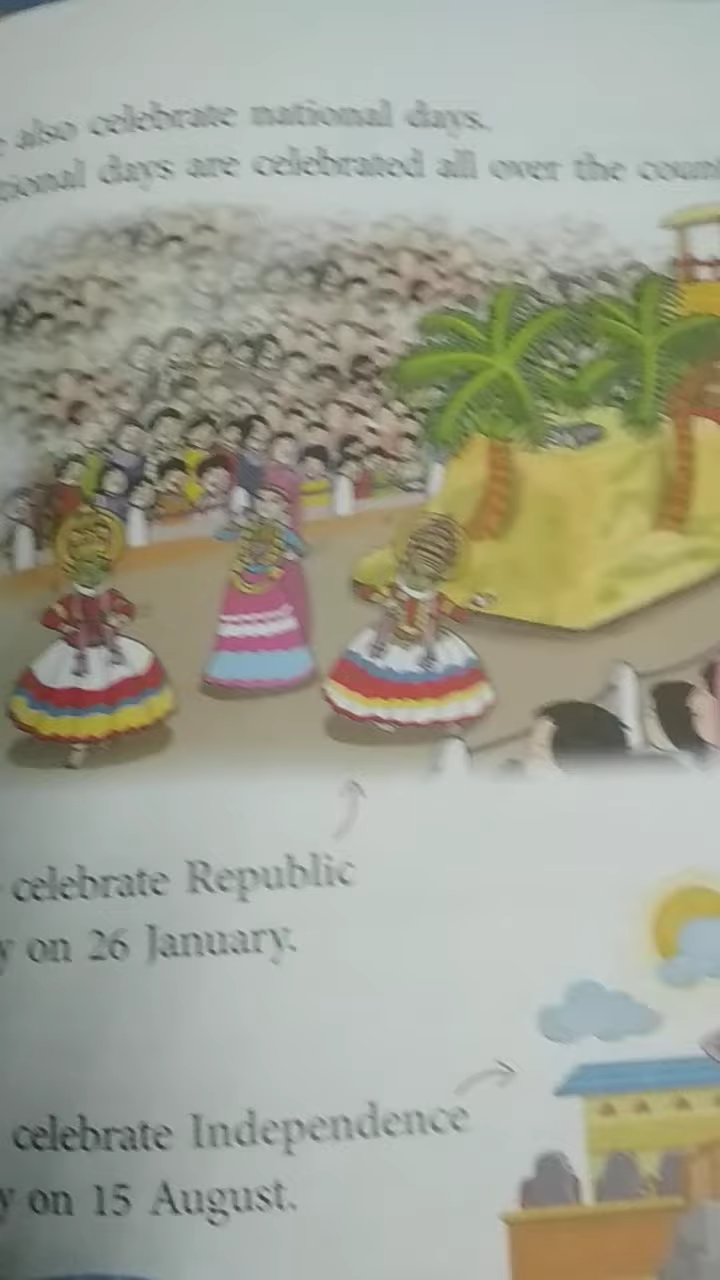 also celebrate national days.
days are celebrated all over the
celebrate Republic
on 26 January.
celebrate Independence
on 15 August.